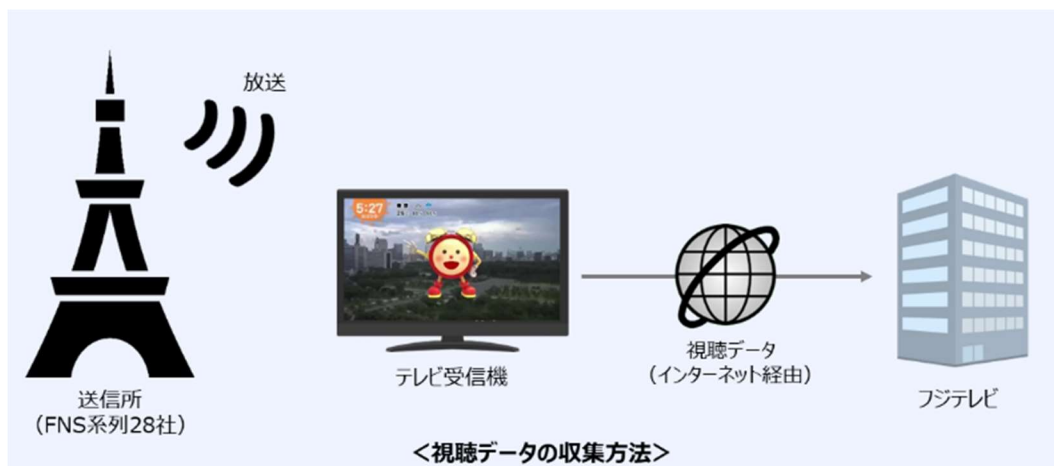 放送
5:27
テレビ受信機
視聴データ
（インターネット経由）
フジテレビ
送信所
（FNS系列28社）
＜視聴データの収集方法＞